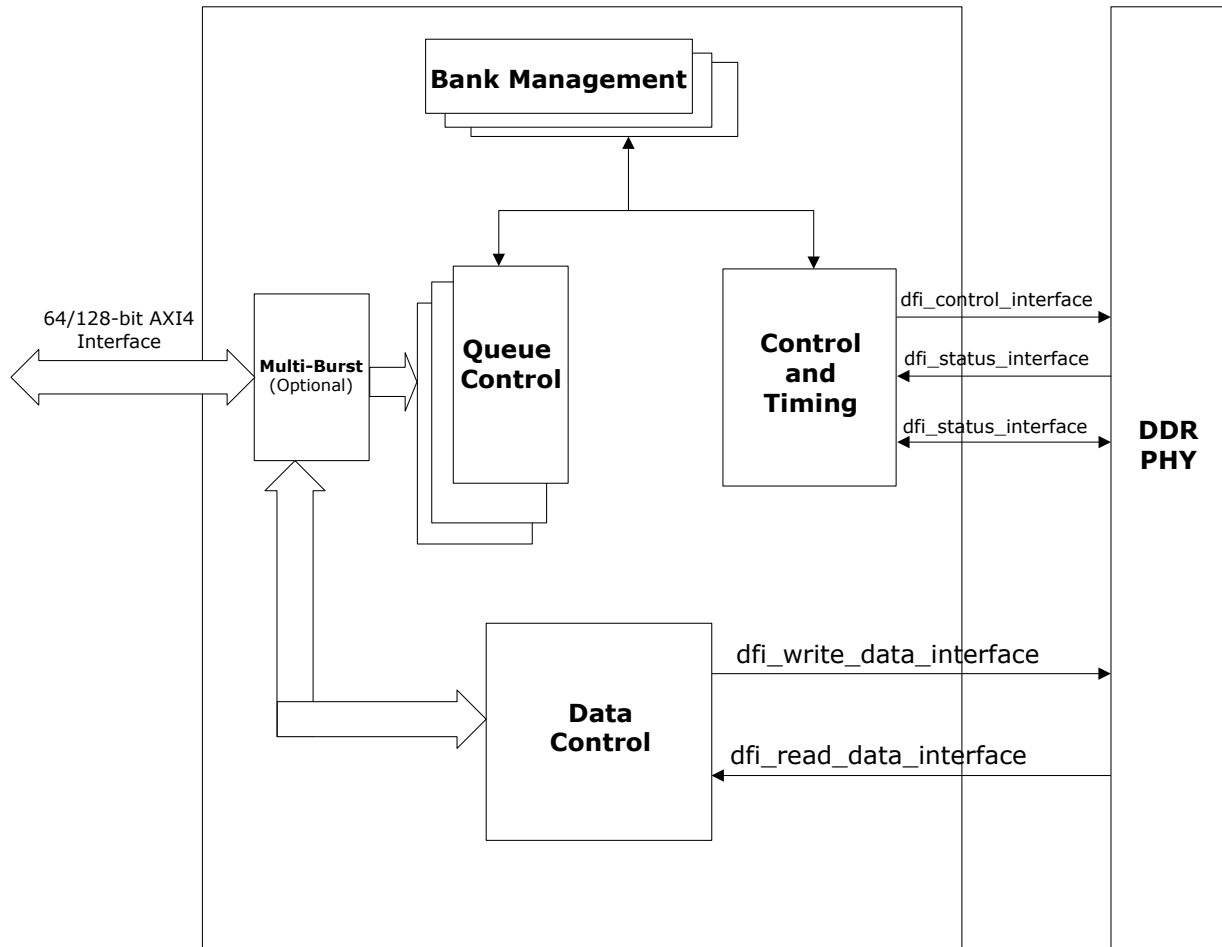 Bank Management
64/128-bit AXI4
Interface
Multi-Burst
(Optional)
Queue
Control
Control
and
Timing
dfi_control_interface
dfi_status_interface
dfi_status_interface
DDR
PHY
Data
Control
dfi_write_data_interface
dfi_read_data_interface